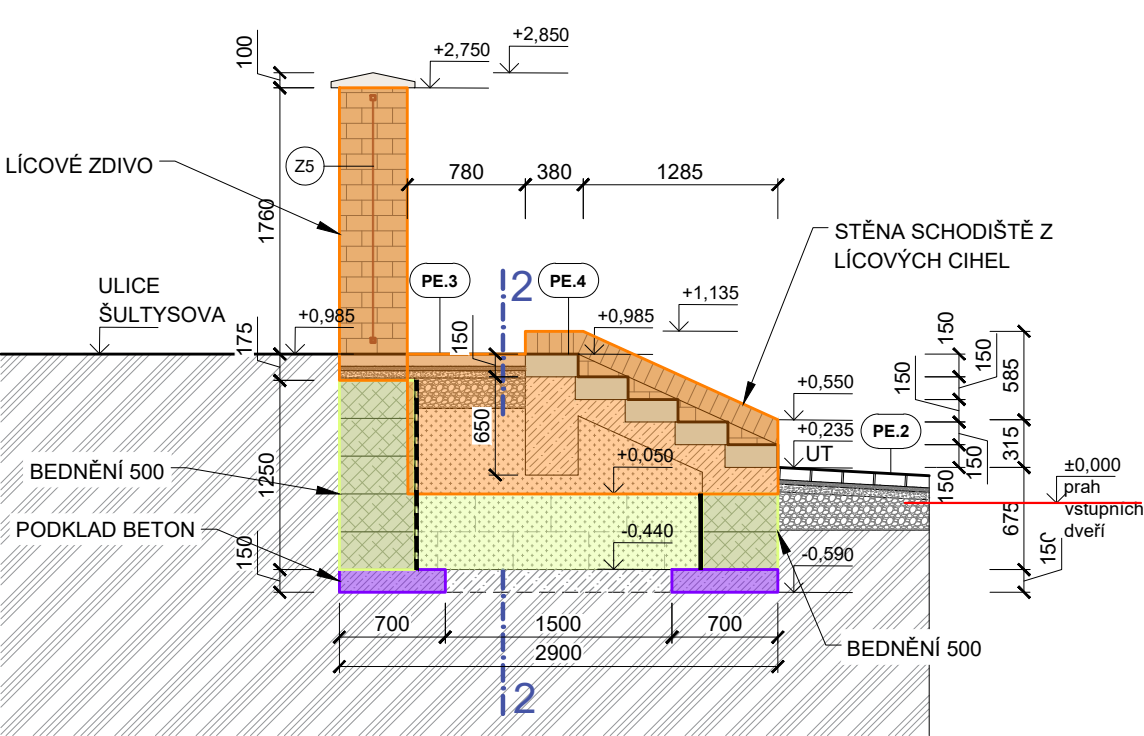 +2,850
+2,750
100
LÍCOVÉ ZDIVO
Z5
780
380
1285
1760
STĚNA SCHODIŠTĚ Z
LÍCOVÝCH CIHEL
ULICE
ŠULTYSOVA
PE.3
2
PE.4
+1,135
+0,985
+0,985
175
150
150
150
150
585
+0,550
650
+0,235
UT
PE.2
315
150
150
BEDNĚNÍ 500
1250
+0,050
±0,000
prah
vstupních
dveří
675
PODKLAD BETON
-0,440
150
-0,590
150
700
1500
700
BEDNĚNÍ 500
2900
2